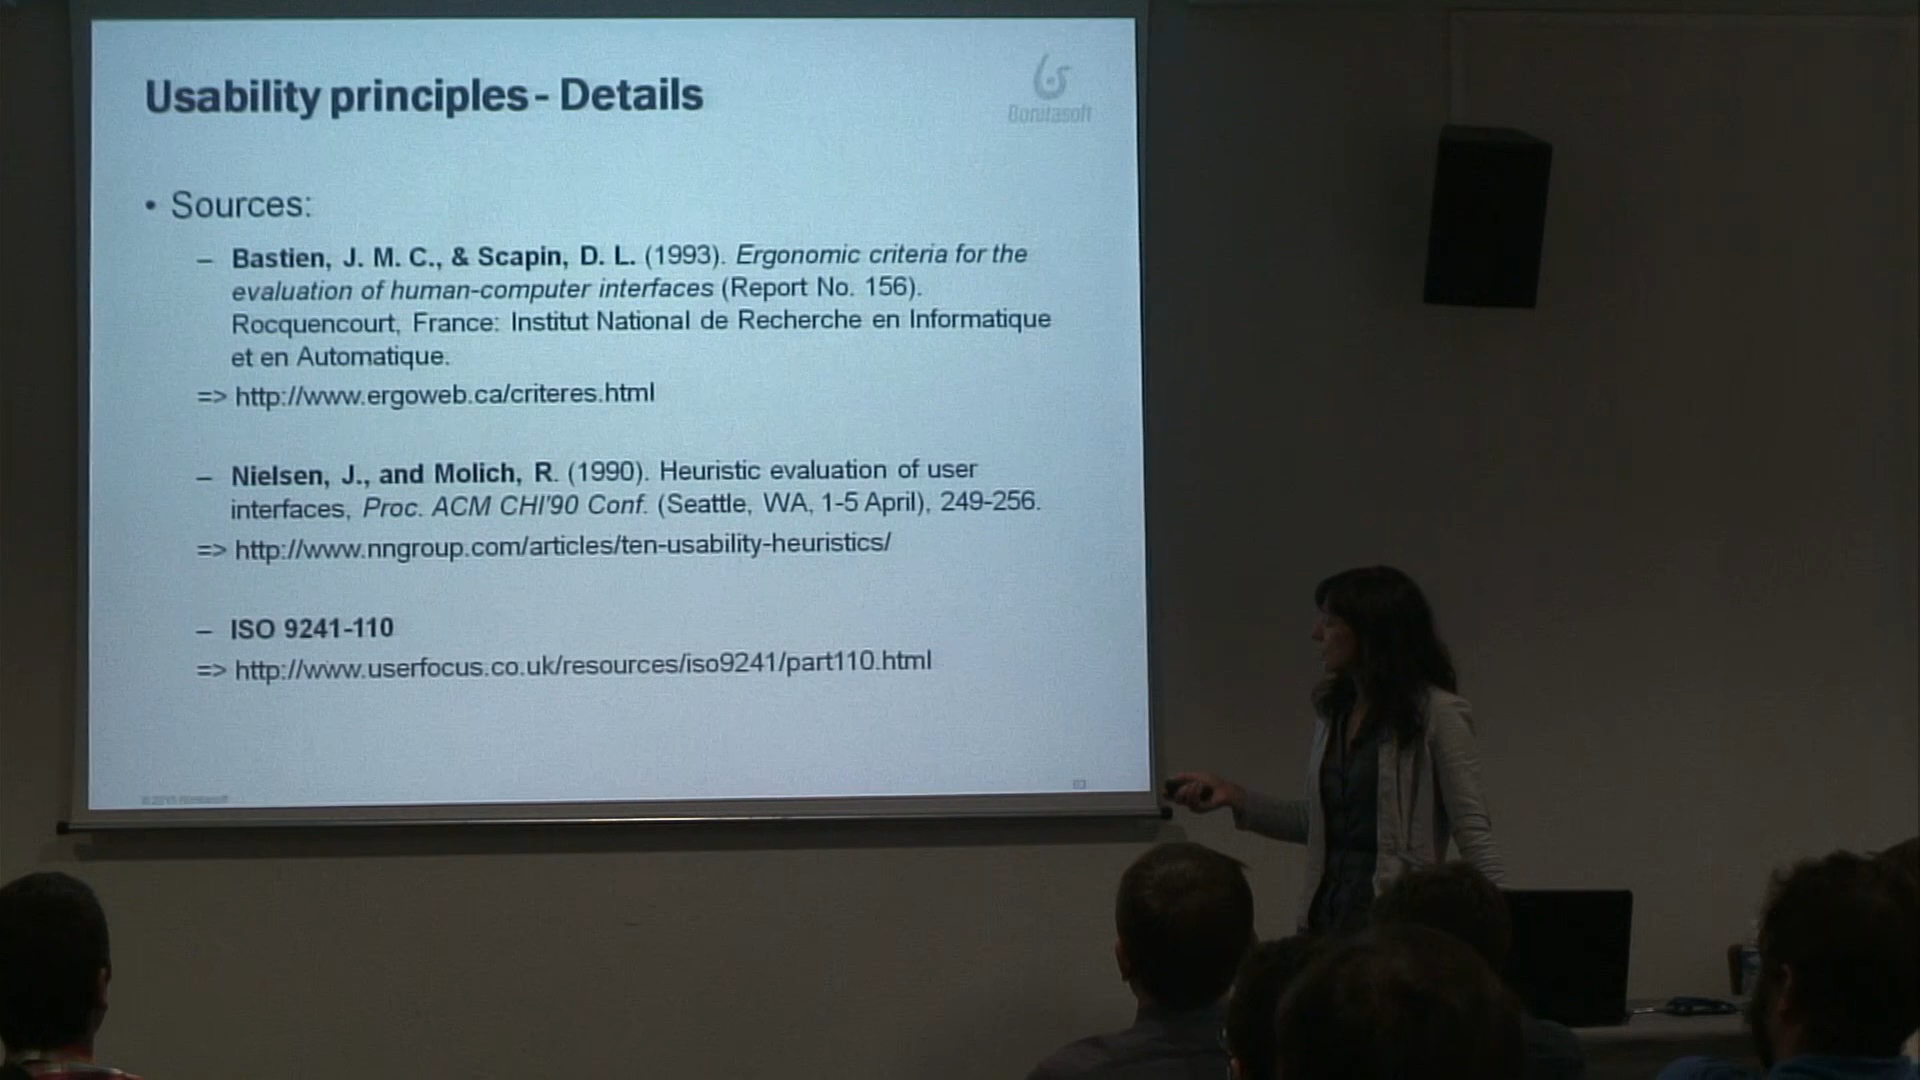 Usability principles - Details
Bonitasoft
• Sources:
– Bastien, J. M. C., & Scapin, D. L. (1993). Ergonomic criteria for the
evaluation of human-computer interfaces (Report No. 156).
Rocquencourt, France: Institut National de Recherche en Informatique
et en Automatique.
=> http://www.ergoweb.ca/criteres.html
– Nielsen, J., and Molich, R. (1990). Heuristic evaluation of user
interfaces, Proc. ACM CHI'90 Conf. (Seattle, WA, 1-5 April), 249-256.
=> http://www.nngroup.com/articles/ten-usability-heuristics/
– ISO 9241-110
=> http://www.userfocus.co.uk/resources/iso9241/part110.html